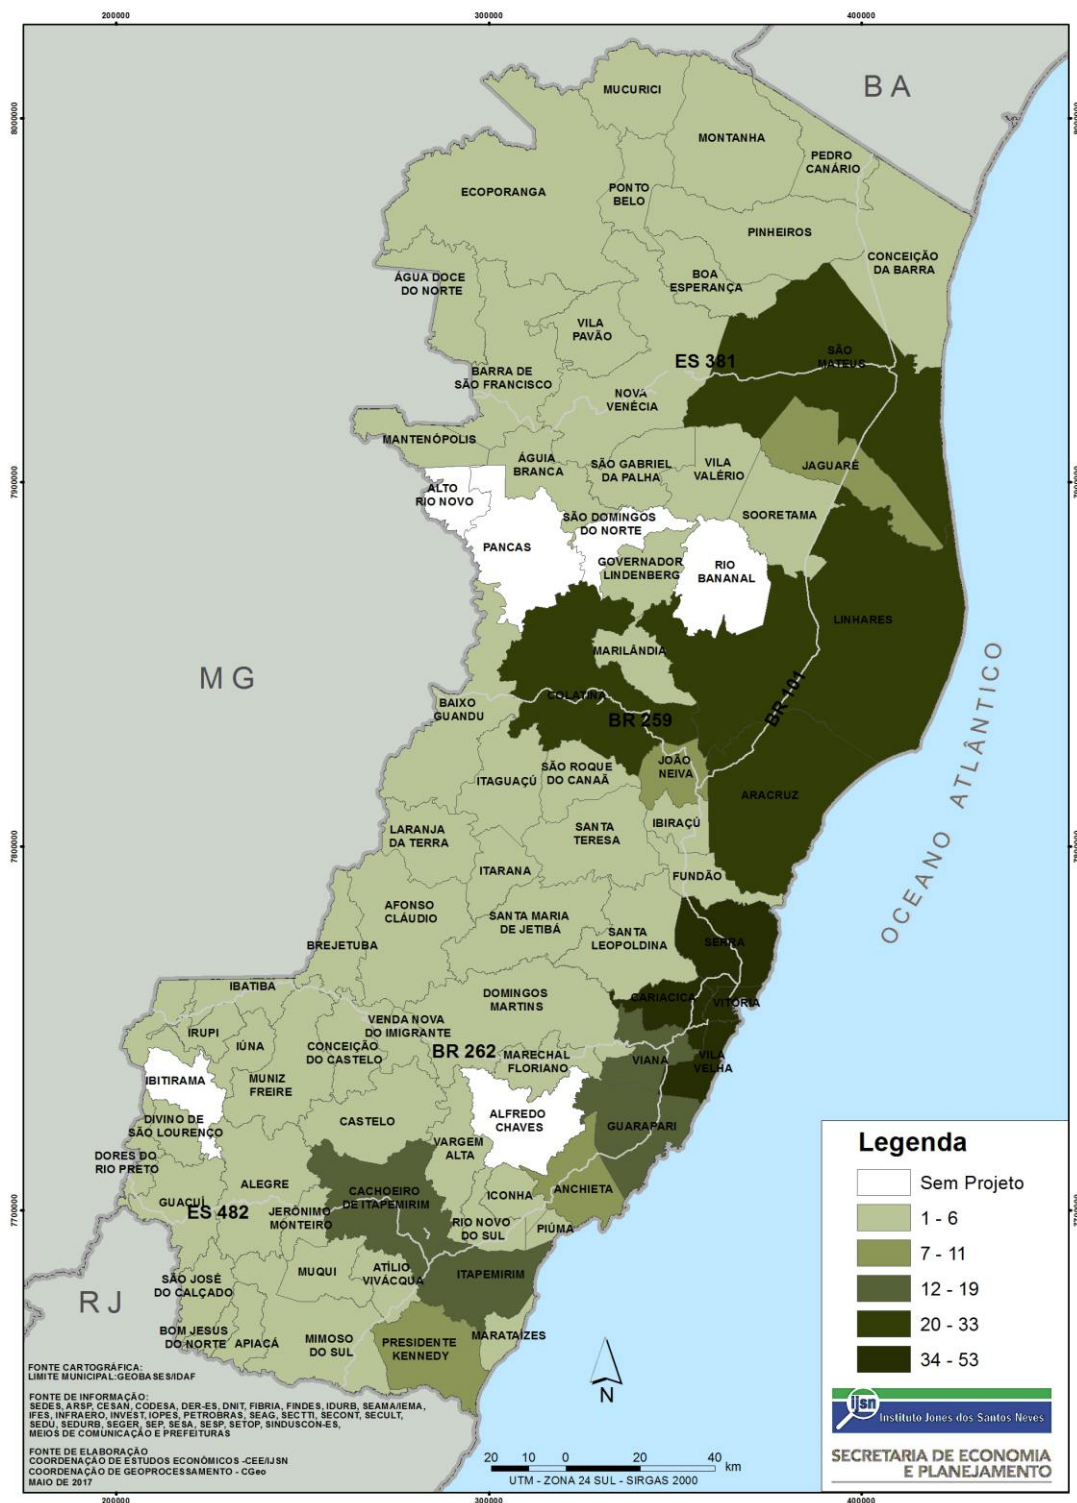 200000
300000
400000
8000000
8000000
BA
MUCURICI
MONTANHA
PEDRO
CANÁRIO
ECOPORANGA
PONTO
BELO
PINHEIROS
CONCEIÇÃO
DA BARRA
ÁGUA DOCE
DO NORTE
BOA
ESPERANÇA
VILA
PAVÃO
SÃO
MATEUS
ES 381
BARRA DE
SÃO FRANCISCO
NOVA
VENÉCIA
MANTENÓPOLIS
ÁGUIA
BRANCA
SÃO GABRIEL
DA PALHA
VILA
VALÉRIO
JAGUARÉ
7900000
7900000
ALTO
RIO NOVO
SOORETAMA
SÃO DOMINGOS
DO NORTE
PANCAS
GOVERNADOR
LINDENBERG
RIO
BANANAL
LINHARES
MARILÂNDIA
MG
COLATINA
BAIXO
GUANDU
BR 259
BR 101
OCEANO ATLÂNTICO
JOÃO
NEIVA
SÃO ROQUE
DO CANAÃ
ITAGUAÇÚ
ARACRUZ
IBIRAÇÚ
LARANJA
DA TERRA
SANTA
TERESA
7800000
7800000
ITARANA
FUNDÃO
AFONSO
CLÁUDIO
SANTA MARIA
DE JETIBÁ
SANTA
LEOPOLDINA
BREJETUBA
SERRA
IBATIBA
DOMINGOS
MARTINS
CARIACICA
VITÓRIA
IRUPI
IÚNA
VENDA NOVA
DO IMIGRANTE
CONCEIÇÃO
DO CASTELO
BR 262
MARECHAL
FLORIANO
VIANA
VILA
VELHA
IBITIRAMA
MUNIZ
FREIRE
ALFREDO
CHAVES
DIVINO DE
SÃO LOURENÇO
CASTELO
GUARAPARI
VARGEM
ALTA
DORES DO
RIO PRETO
ALEGRE
CACHOEIRO
DE ITAPEMIRIM
ICONHA
ANCHIETA
GUAÇUÍ
ES 482
JERÔNIMO
MONTEIRO
RIO NOVO
DO SUL
PIÚMA
7700000
7700000
MUQUI
ATÍLIO
VIVÁCQUA
ITAPEMIRIM
SÃO JOSÉ
DO CALÇADO
RJ
BOM JESUS
DO NORTE
APIACÁ
MIMOSO
DO SUL
PRESIDENTE
KENNEDY
MARATAÍZES
Legenda
Sem Projeto
1 - 6
7 - 11
12 - 19
20 - 33
34 - 53
FONTE CARTOGRÁFICA:
LIMITE MUNICIPAL:GEOBASES/IDAF
FONTE DE INFORMAÇÃO:
SEDES, ARSP, CESAN, CODESA, DER-ES, DNIT, FIBRIA, FINDES, IDURB, SEAMA/IEMA,
IFES, INFRAERO, INVEST, IOPES, PETROBRAS, SEAG, SECTTI, SECONT, SECULT,
SEDU, SEDURB, SEGER, SEP, SESA, SESP, SETOP, SINDUSCON-ES,
MEIOS DE COMUNICAÇÃO E PREFEITURAS
FONTE DE ELABORAÇÃO
COORDENAÇÃO DE ESTUDOS ECONÔMICOS -CEE/IJSN
COORDENAÇÃO DE GEOPROCESSAMENTO - CGeo
MAIO DE 2017
N
20 10 0 20 40
km
UTM - ZONA 24 SUL - SIRGAS 2000
ijsn
Instituto Jones dos Santos Neves
SECRETARIA DE ECONOMIA
E PLANEJAMENTO
200000
300000
400000